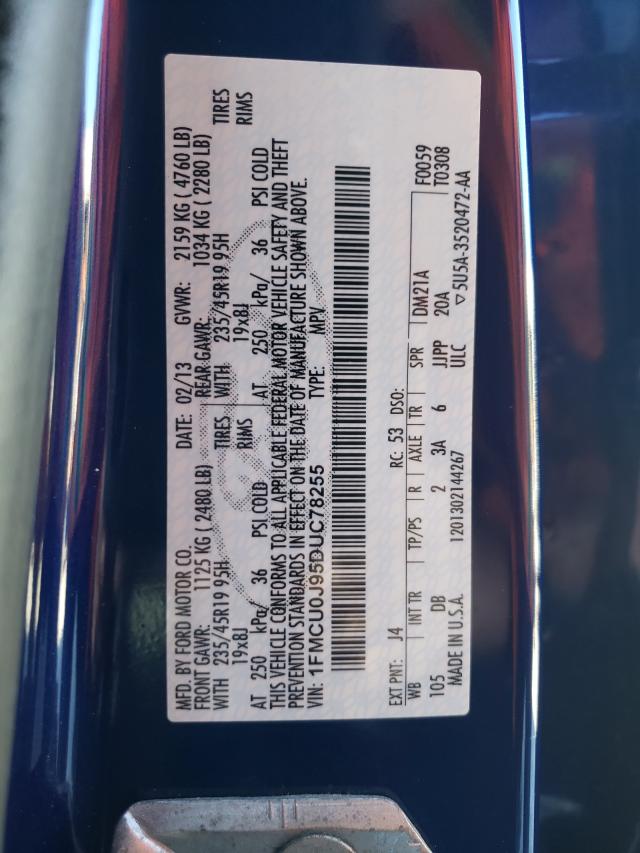 MFD. BY FORD MOTOR CO. DATE: 02/13 GVWR: 2159 KG ( 4760 LB)
FRONT GAWR: 1125 KG ( 2480 LB) REAR GAWR: 1034 KG ( 2280 LB)
WITH 235/45R19 95H TIRES WITH 235/45R19 95H TIRES
19x8J RIMS 19x8J RIMS
AT 250 kPa/ 36 PSI COLD AT 250 kPa/ 36 PSI COLD
THIS VEHICLE CONFORMS TO ALL APPLICABLE FEDERAL MOTOR VEHICLE SAFETY AND THEFT
PREVENTION STANDARDS IN EFFECT ON THE DATE OF MANUFACTURE SHOWN ABOVE.
VIN: 1FMCU0J95DUC78255 TYPE: MPV
EXT PNT: J4 RC: 53 DSO:
WB INT TR TP/PS R AXLE TR SPR DM21A F0059
105 DB 2 3A 6 JJPP 20A T0308
MADE IN U.S.A. 1201302144267 ULC ▽5U5A-3520472-AA